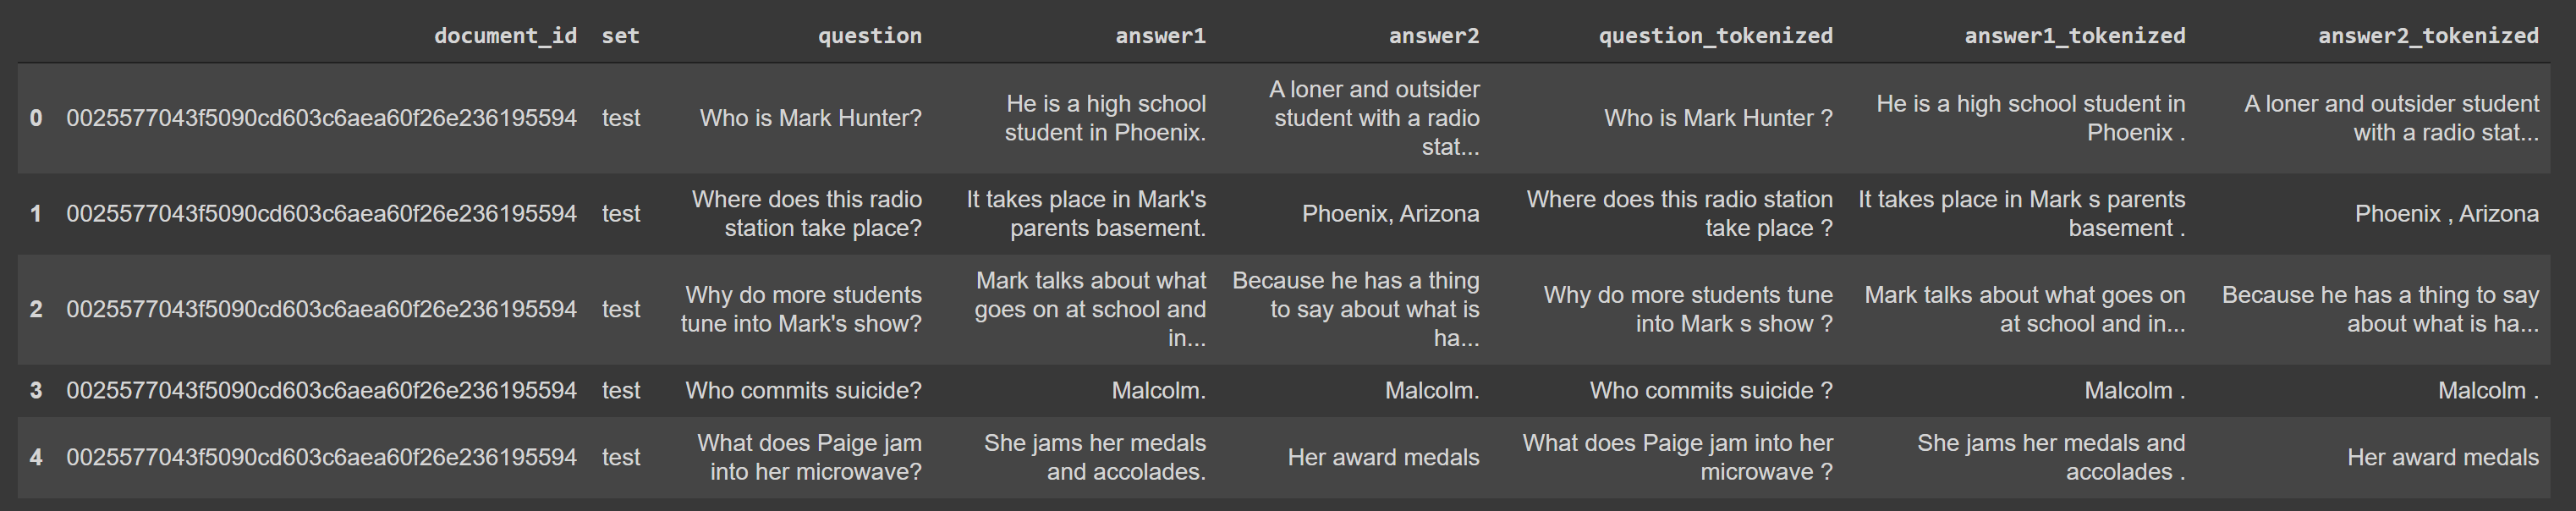 document_id set question answer1 answer2 question_tokenized answer1_tokenized answer2_tokenized
0 0025577043f5090cd603c6aea60f26e236195594 test Who is Mark Hunter? He is a high school student in Phoenix. A loner and outsider student with a radio stat... Who is Mark Hunter ? He is a high school student in Phoenix . A loner and outsider student with a radio stat...
1 0025577043f5090cd603c6aea60f26e236195594 test Where does this radio station take place? It takes place in Mark's parents basement. Phoenix, Arizona Where does this radio station take place ? It takes place in Mark s parents basement . Phoenix , Arizona
2 0025577043f5090cd603c6aea60f26e236195594 test Why do more students tune into Mark's show? Mark talks about what goes on at school and in... Because he has a thing to say about what is ha... Why do more students tune into Mark s show ? Mark talks about what goes on at school and in... Because he has a thing to say about what is ha...
3 0025577043f5090cd603c6aea60f26e236195594 test Who commits suicide? Malcolm. Malcolm. Who commits suicide ? Malcolm . Malcolm .
4 0025577043f5090cd603c6aea60f26e236195594 test What does Paige jam into her microwave? She jams her medals and accolades. Her award medals What does Paige jam into her microwave ? She jams her medals and accolades . Her award medals